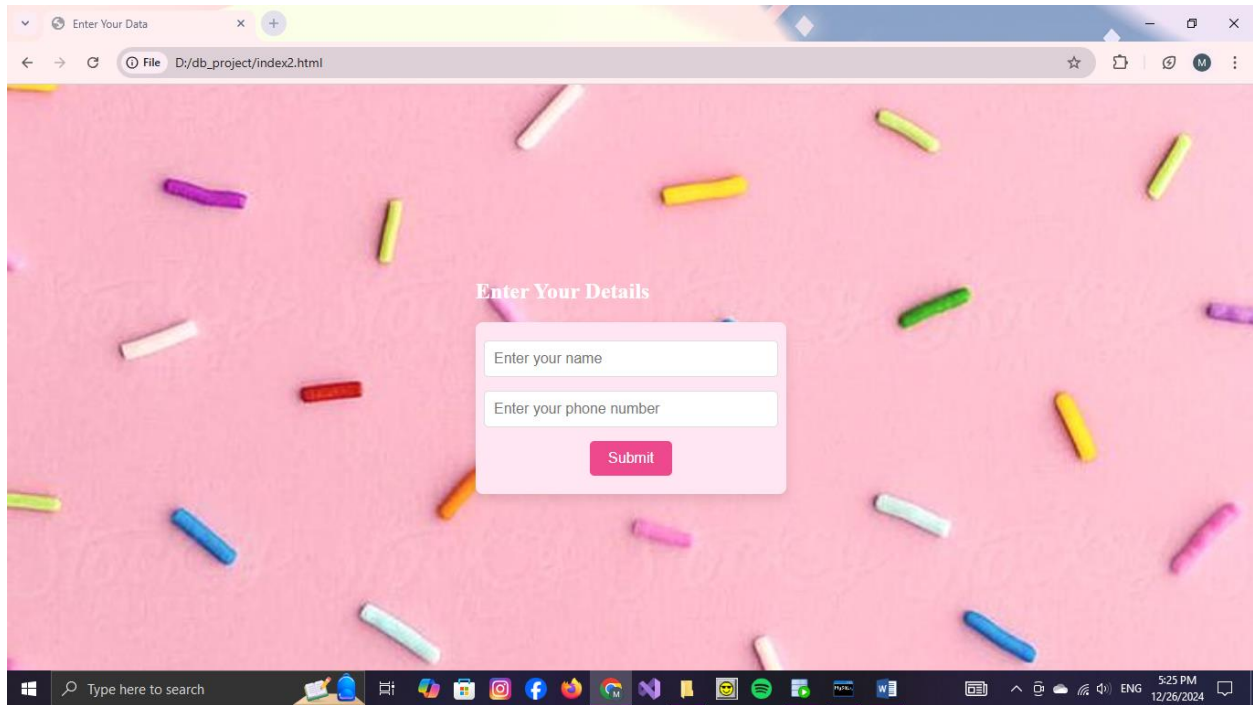 Enter Your Data
File D:/db_project/index2.html
M
Enter Your Details
Enter your name
Enter your phone number
Submit
Type here to search
ENG
5:25 PM
12/26/2024